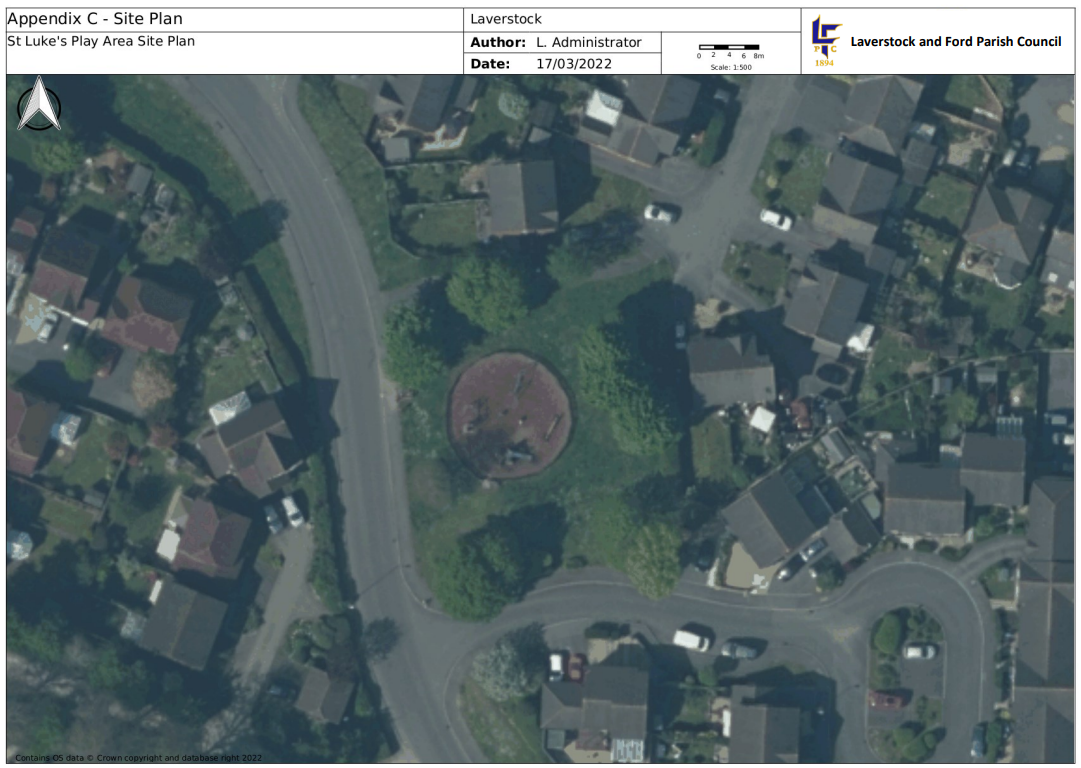 Appendix C - Site Plan
St Luke's Play Area Site Plan
Laverstock
Author: L. Administrator
Date: 17/03/2022
0 2 4 6 8m
Scale: 1:500
L F
P C
1894
Laverstock and Ford Parish Council
Contains OS data © Crown copyright and database right 2022